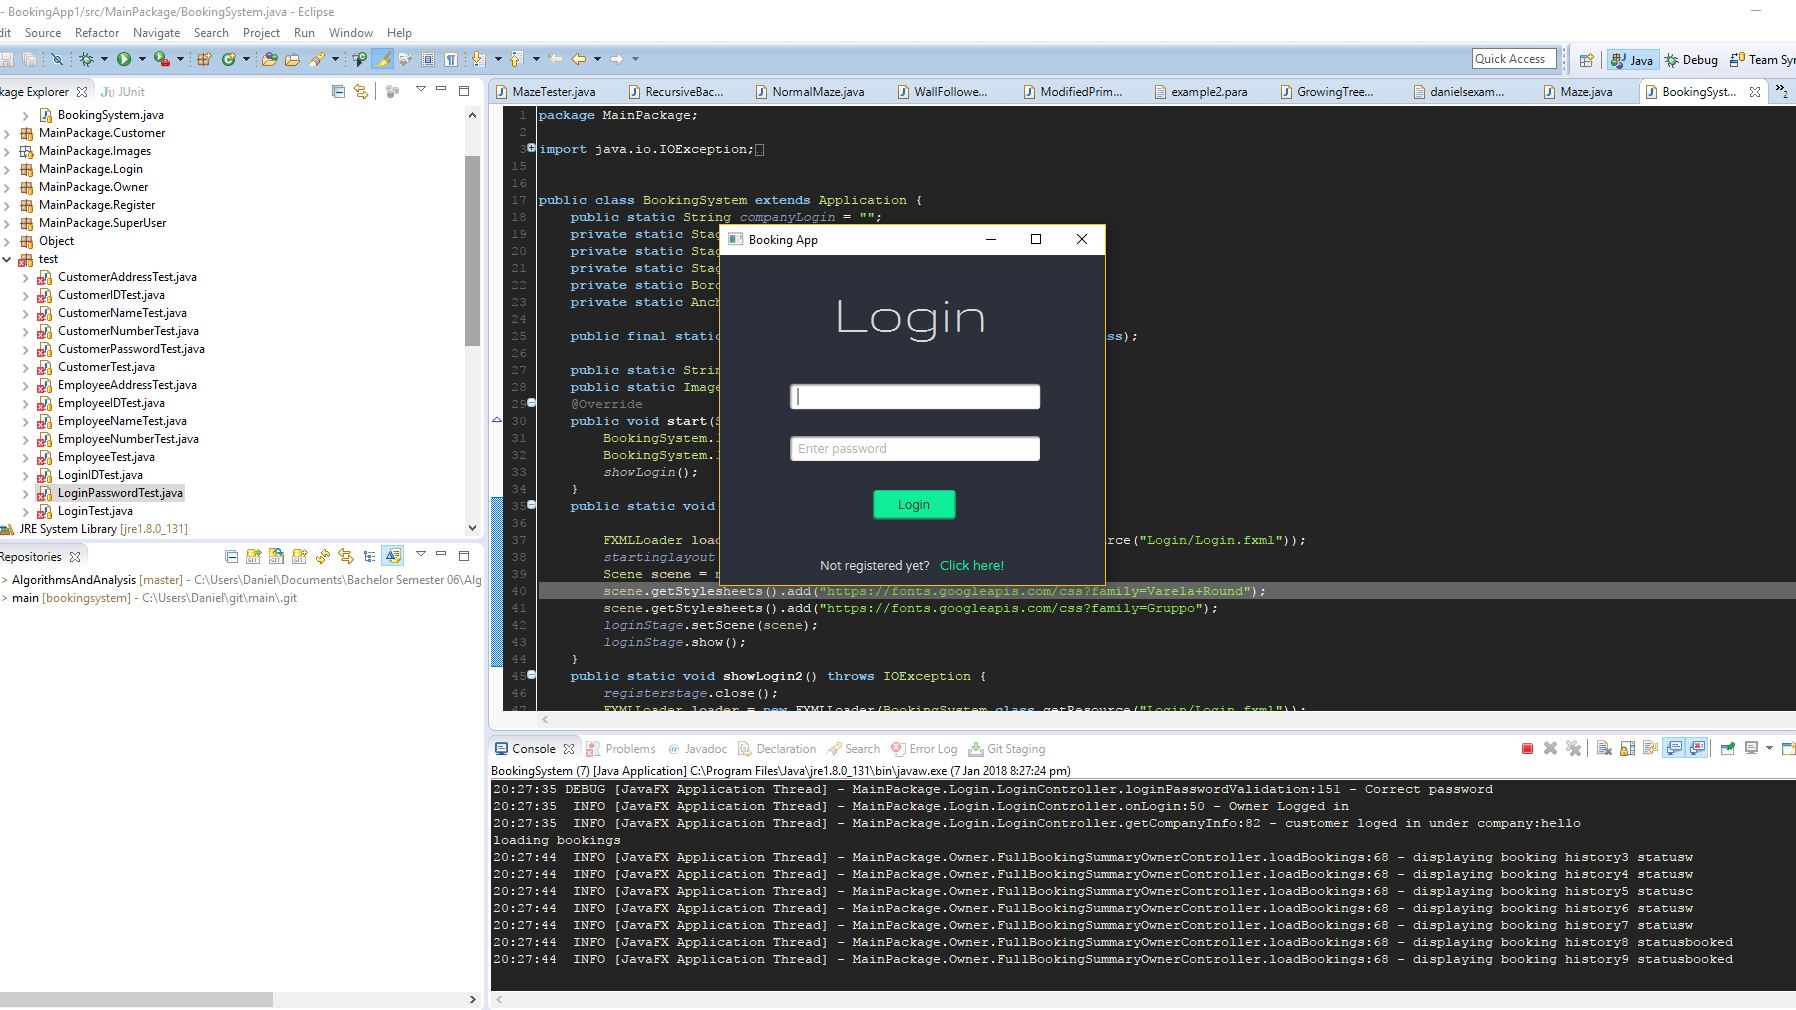 - BookingApp1/src/MainPackage/BookingSystem.java - Eclipse
dit Source Refactor Navigate Search Project Run Window Help
Quick Access Java Debug Team Syn
kage Explorer JUnit
BookingSystem.java
MainPackage.Customer
MainPackage.Images
MainPackage.Login
MainPackage.Owner
MainPackage.Register
MainPackage.SuperUser
Object
test
CustomerAddressTest.java
CustomerIDTest.java
CustomerNameTest.java
CustomerNumberTest.java
CustomerPasswordTest.java
CustomerTest.java
EmployeeAddressTest.java
EmployeeIDTest.java
EmployeeNameTest.java
EmployeeNumberTest.java
EmployeeTest.java
LoginIDTest.java
LoginPasswordTest.java
LoginTest.java
JRE System Library [jre1.8.0_131]
Repositories
> AlgorithmsAndAnalysis [master] - C:\Users\Daniel\Documents\Bachelor Semester 06\Alg
> main [bookingsystem] - C:\Users\Daniel\git\main\.git
MazeTester.java RecursiveBac... NormalMaze.java WallFollowe... ModifiedPrim... example2.para GrowingTree... danielsexam... Maze.java BookingSyst... »2
1 package MainPackage;
2
3 import java.io.IOException;
15
16
17 public class BookingSystem extends Application {
18 public static String companyLogin = "";
19 private static Stag
20 private static Stag
21 private static Stag
22 private static Bord
23 private static Anch
24
25 public final static ss);
26
27 public static Strin
28 public static Image
29 @Override
30 public void start(S
31 BookingSystem.
32 BookingSystem.
33 showLogin();
34 }
35 public static void
36
37 FXMLLoader load ource("Login/Login.fxml"));
38 startinglayout
39 Scene scene = n
40 scene.getStylesheets().add("https://fonts.googleapis.com/css?family=Varela+Round");
41 scene.getStylesheets().add("https://fonts.googleapis.com/css?family=Gruppo");
42 loginStage.setScene(scene);
43 loginStage.show();
44 }
45 public static void showLogin2() throws IOException {
46 registerstage.close();
47 FXMLLoader loader = new FXMLLoader(BookingSystem.class.getResource("Login/Login.fxml"));
Booking App
Login
Enter password
Login
Not registered yet? Click here!
Console Problems Javadoc Declaration Search Error Log Git Staging
BookingSystem (7) [Java Application] C:\Program Files\Java\jre1.8.0_131\bin\javaw.exe (7 Jan 2018 8:27:24 pm)
20:27:35 DEBUG [JavaFX Application Thread] - MainPackage.Login.LoginController.loginPasswordValidation:151 - Correct password
20:27:35 INFO [JavaFX Application Thread] - MainPackage.Login.LoginController.onLogin:50 - Owner Logged in
20:27:35 INFO [JavaFX Application Thread] - MainPackage.Login.LoginController.getCompanyInfo:82 - customer loged in under company:hello
loading bookings
20:27:44 INFO [JavaFX Application Thread] - MainPackage.Owner.FullBookingSummaryOwnerController.loadBookings:68 - displaying booking history3 statusw
20:27:44 INFO [JavaFX Application Thread] - MainPackage.Owner.FullBookingSummaryOwnerController.loadBookings:68 - displaying booking history4 statusw
20:27:44 INFO [JavaFX Application Thread] - MainPackage.Owner.FullBookingSummaryOwnerController.loadBookings:68 - displaying booking history5 statusc
20:27:44 INFO [JavaFX Application Thread] - MainPackage.Owner.FullBookingSummaryOwnerController.loadBookings:68 - displaying booking history6 statusw
20:27:44 INFO [JavaFX Application Thread] - MainPackage.Owner.FullBookingSummaryOwnerController.loadBookings:68 - displaying booking history7 statusw
20:27:44 INFO [JavaFX Application Thread] - MainPackage.Owner.FullBookingSummaryOwnerController.loadBookings:68 - displaying booking history8 statusbooked
20:27:44 INFO [JavaFX Application Thread] - MainPackage.Owner.FullBookingSummaryOwnerController.loadBookings:68 - displaying booking history9 statusbooked